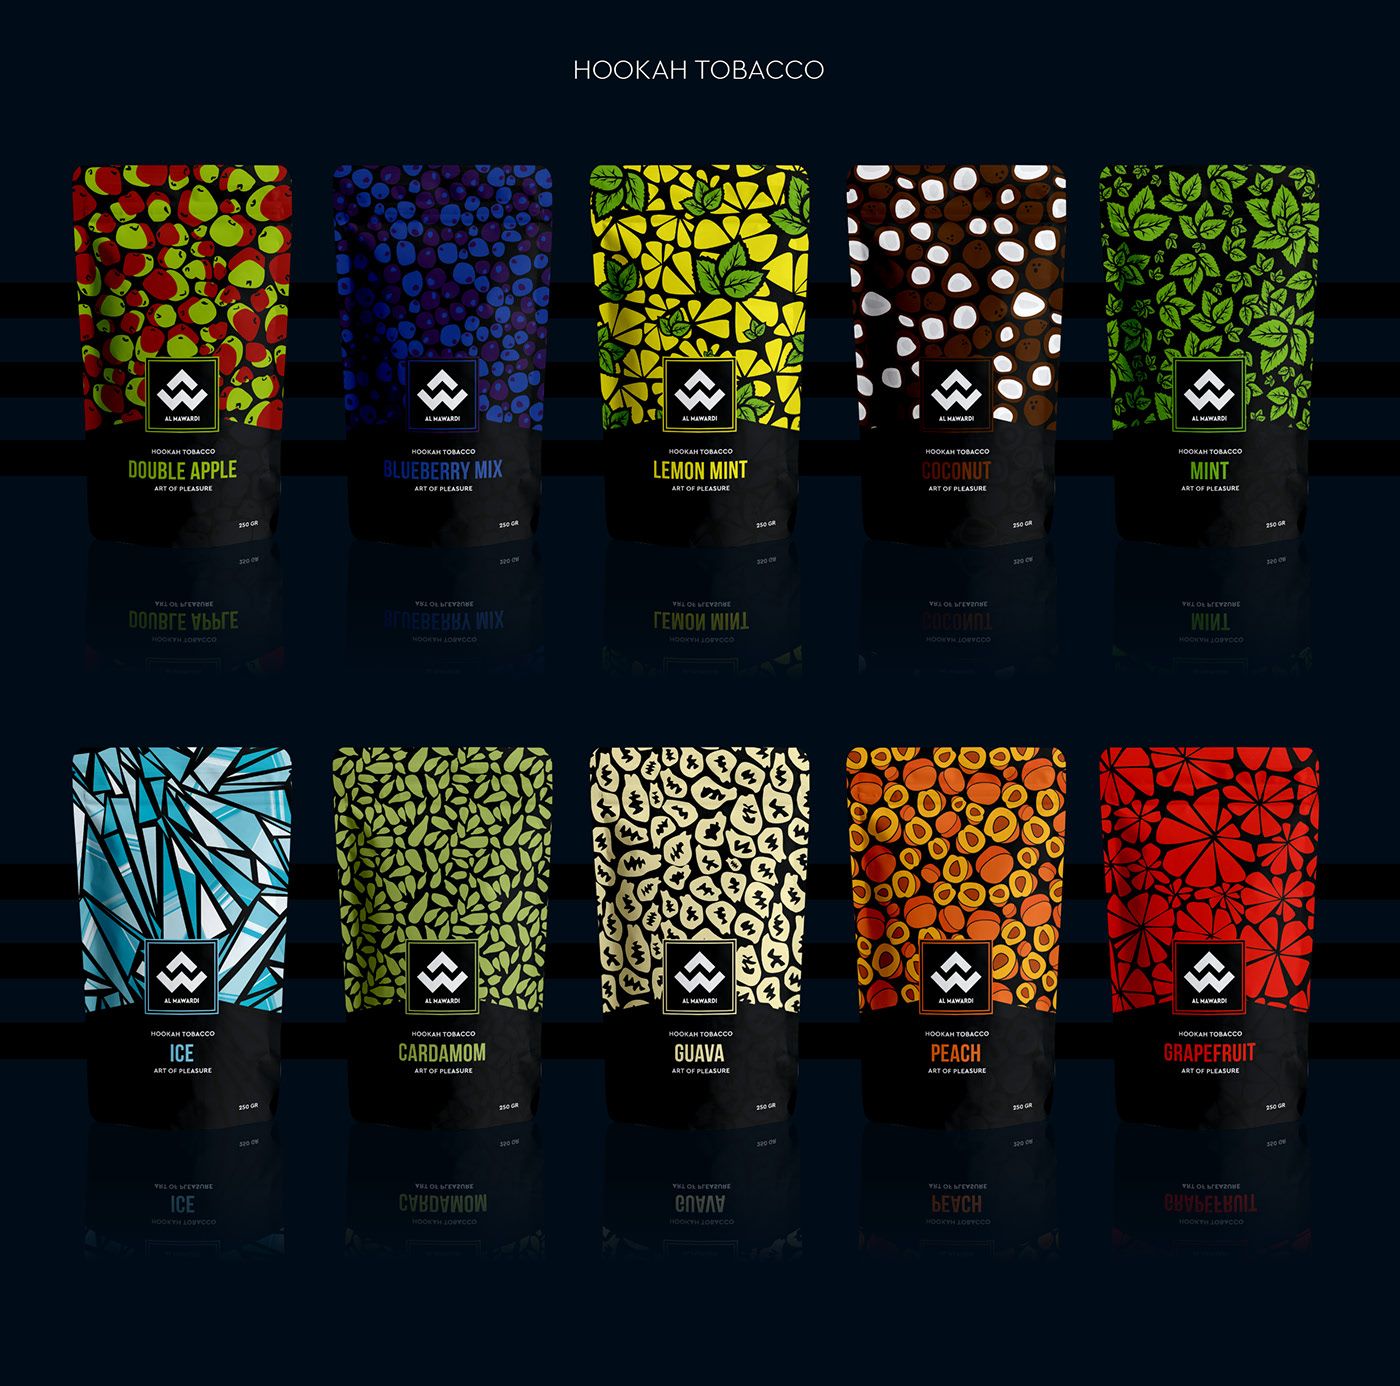 HOOKAH TOBACCO
AL MAWARDI
HOOKAH TOBACCO
DOUBLE APPLE
ART OF PLEASURE
250 GR
AL MAWARDI
HOOKAH TOBACCO
BLUEBERRY MIX
ART OF PLEASURE
250 GR
AL MAWARDI
HOOKAH TOBACCO
LEMON MINT
ART OF PLEASURE
250 GR
AL MAWARDI
HOOKAH TOBACCO
COCONUT
ART OF PLEASURE
250 GR
AL MAWARDI
HOOKAH TOBACCO
MINT
ART OF PLEASURE
250 GR
AL MAWARDI
HOOKAH TOBACCO
ICE
ART OF PLEASURE
250 GR
AL MAWARDI
HOOKAH TOBACCO
CARDAMOM
ART OF PLEASURE
250 GR
AL MAWARDI
HOOKAH TOBACCO
GUAVA
ART OF PLEASURE
250 GR
AL MAWARDI
HOOKAH TOBACCO
PEACH
ART OF PLEASURE
250 GR
AL MAWARDI
HOOKAH TOBACCO
GRAPEFRUIT
ART OF PLEASURE
250 GR